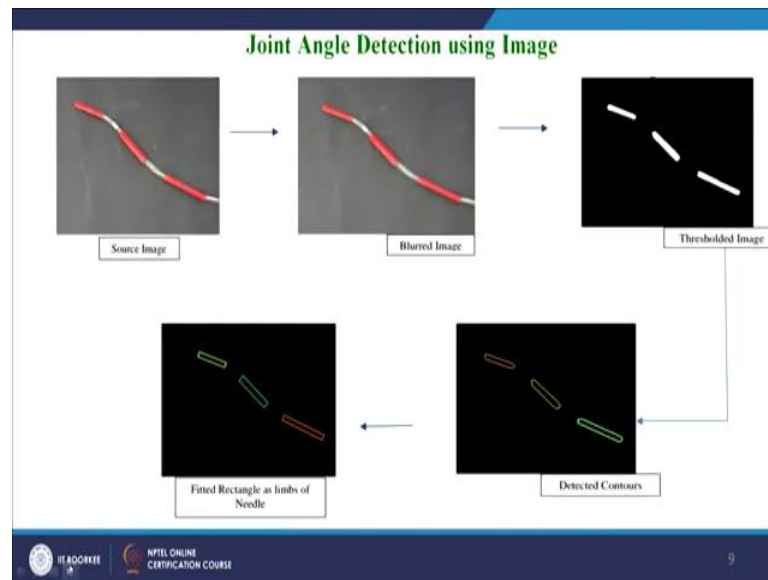 Joint Angle Detection using Image
Source Image
Blurred Image
Thresholded Image
Fitted Rectangle as limbs of
Needle
Detected Contours
IIT ROORKEE
NPTEL ONLINE
CERTIFICATION COURSE
9